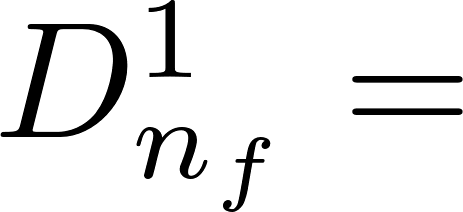 D^1_{n_f} =